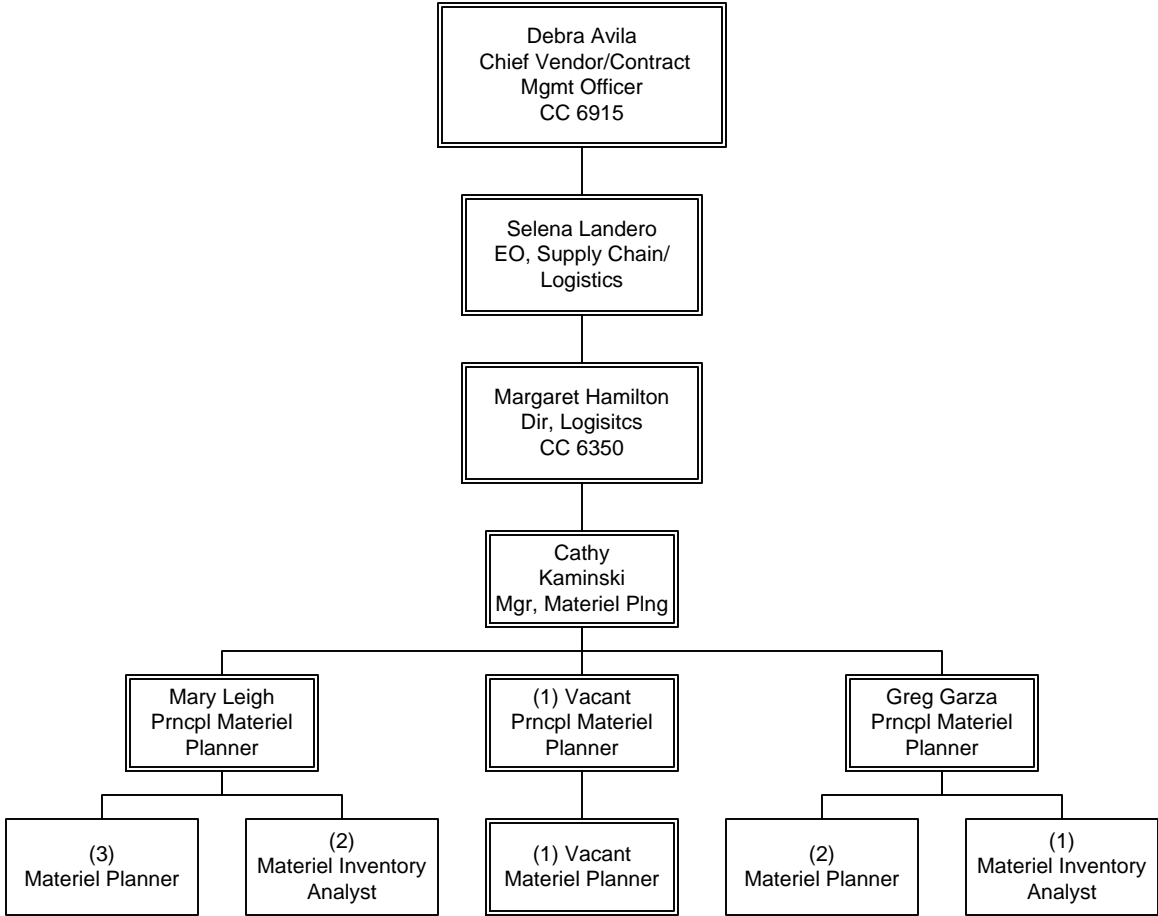 Debra Avila
Chief Vendor/Contract
Mgmt Officer
CC 6915
Selena Landero
EO, Supply Chain/
Logistics
Margaret Hamilton
Dir, Logisitcs
CC 6350
Cathy
Kaminski
Mgr, Materiel Plng
Mary Leigh
Prncpl Materiel
Planner
(1) Vacant
Prncpl Materiel
Planner
Greg Garza
Prncpl Materiel
Planner
(3)
Materiel Planner
(2)
Materiel Inventory
Analyst
(1) Vacant
Materiel Planner
(2)
Materiel Planner
(1)
Materiel Inventory
Analyst